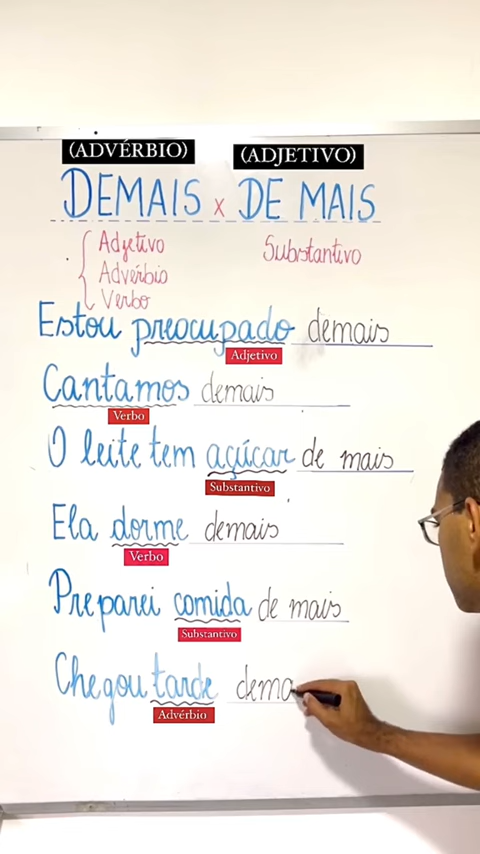 (ADVÉRBIO) (ADJETIVO)
DEMAIS x DE MAIS
Adjetivo Substantivo
Advérbio
Verbo
Estou preocupado demais
Adjetivo
Cantamos demais
Verbo
O leite tem açúcar de mais
Substantivo
Ela dorme demais
Verbo
Preparei comida de mais
Substantivo
Chegou tarde dema
Advérbio